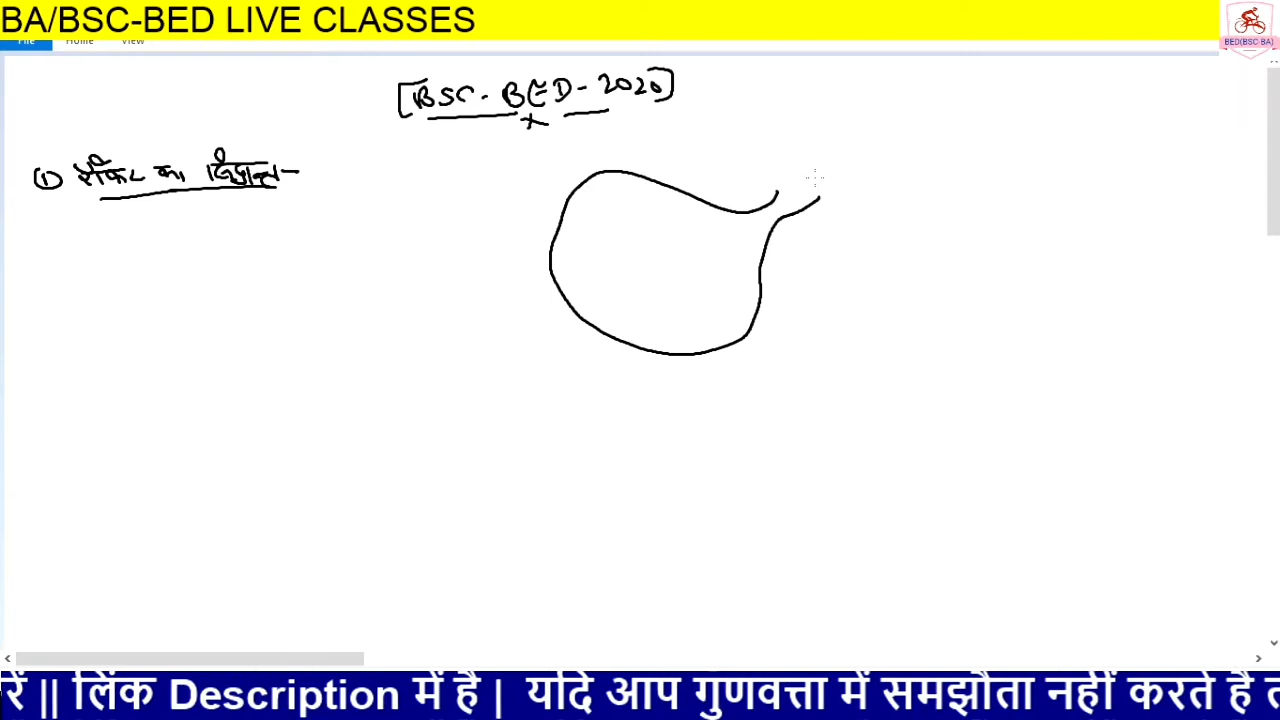 BA/BSC-BED LIVE CLASSES
BED(BSC BA)
File Home View
[BSC - BED - 2020]
① रॉकेट का सिद्धान्त -
रें || लिंक Description में है | यदि आप गुणवत्ता में समझौता नहीं करते है त